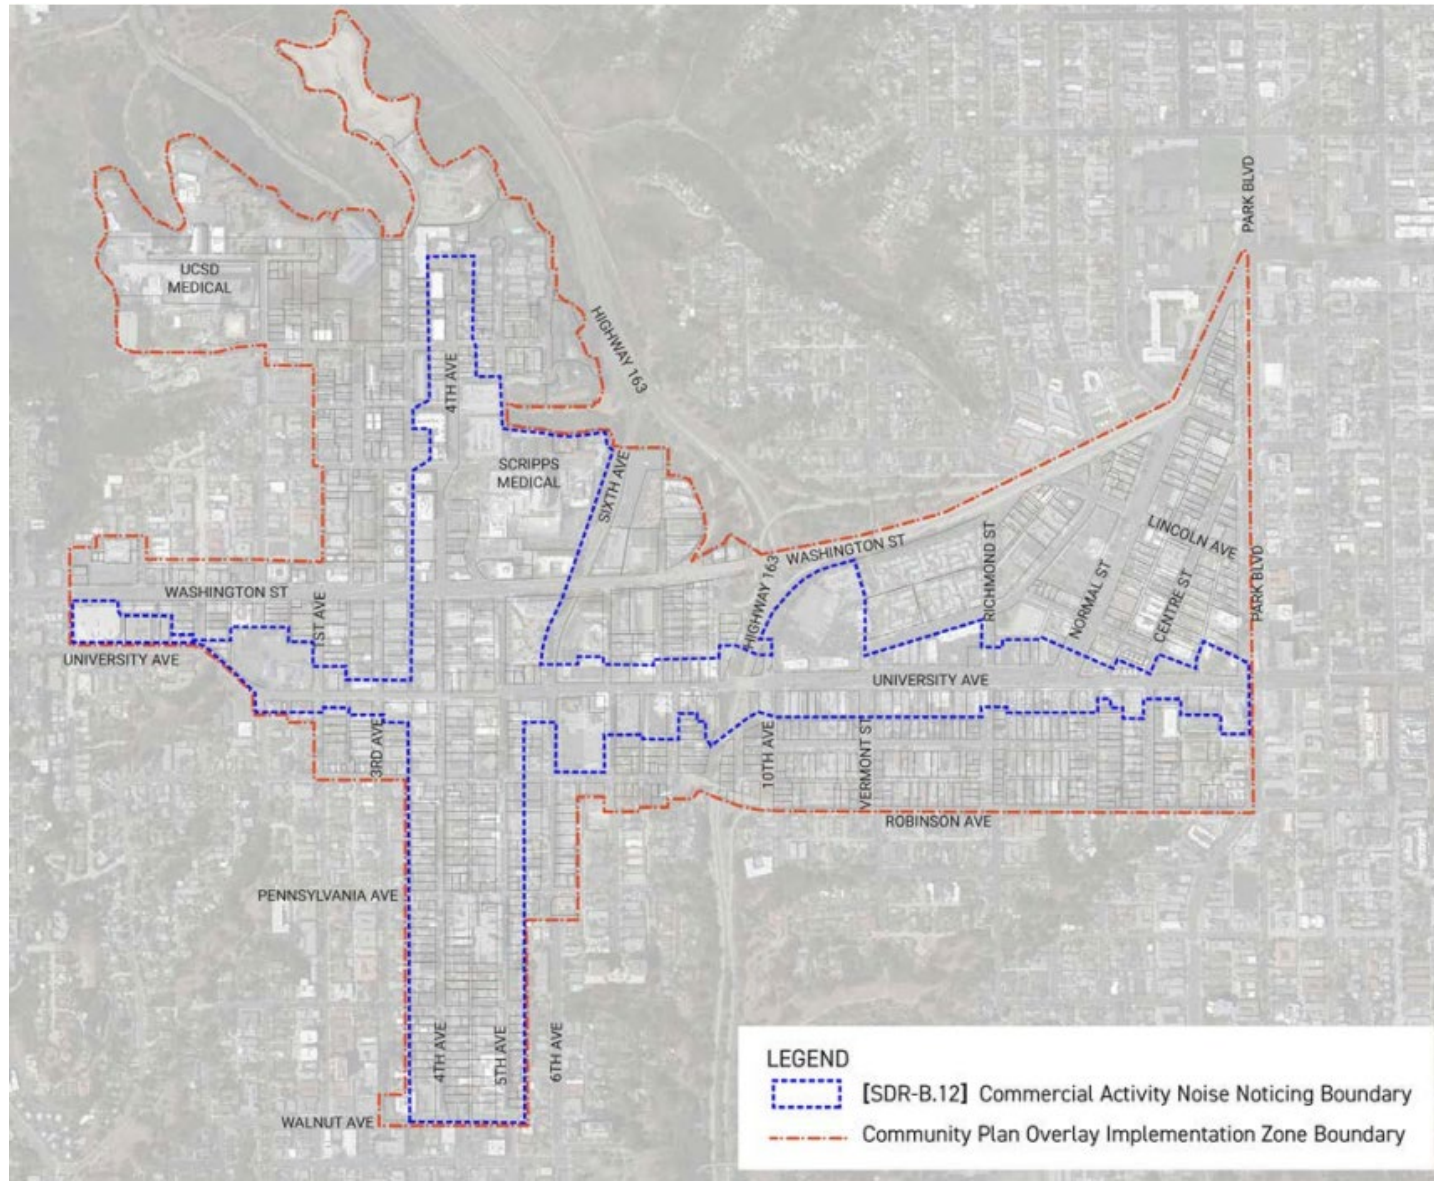 PARK BLVD
UCSD
MEDICAL
HIGHWAY 163
4TH AVE
SCRIPPS
MEDICAL
SIXTH AVE
LINCOLN AVE
WASHINGTON ST
RICHMOND ST
HIGHWAY 163
NORMAL ST
CENTRE ST
PARK BLVD
WASHINGTON ST
1ST AVE
UNIVERSITY AVE
UNIVERSITY AVE
3RD AVE
10TH AVE
VERMONT ST
ROBINSON AVE
PENNSYLVANIA AVE
4TH AVE
5TH AVE
6TH AVE
WALNUT AVE
LEGEND
[SDR-B.12] Commercial Activity Noise Noticing Boundary
Community Plan Overlay Implementation Zone Boundary